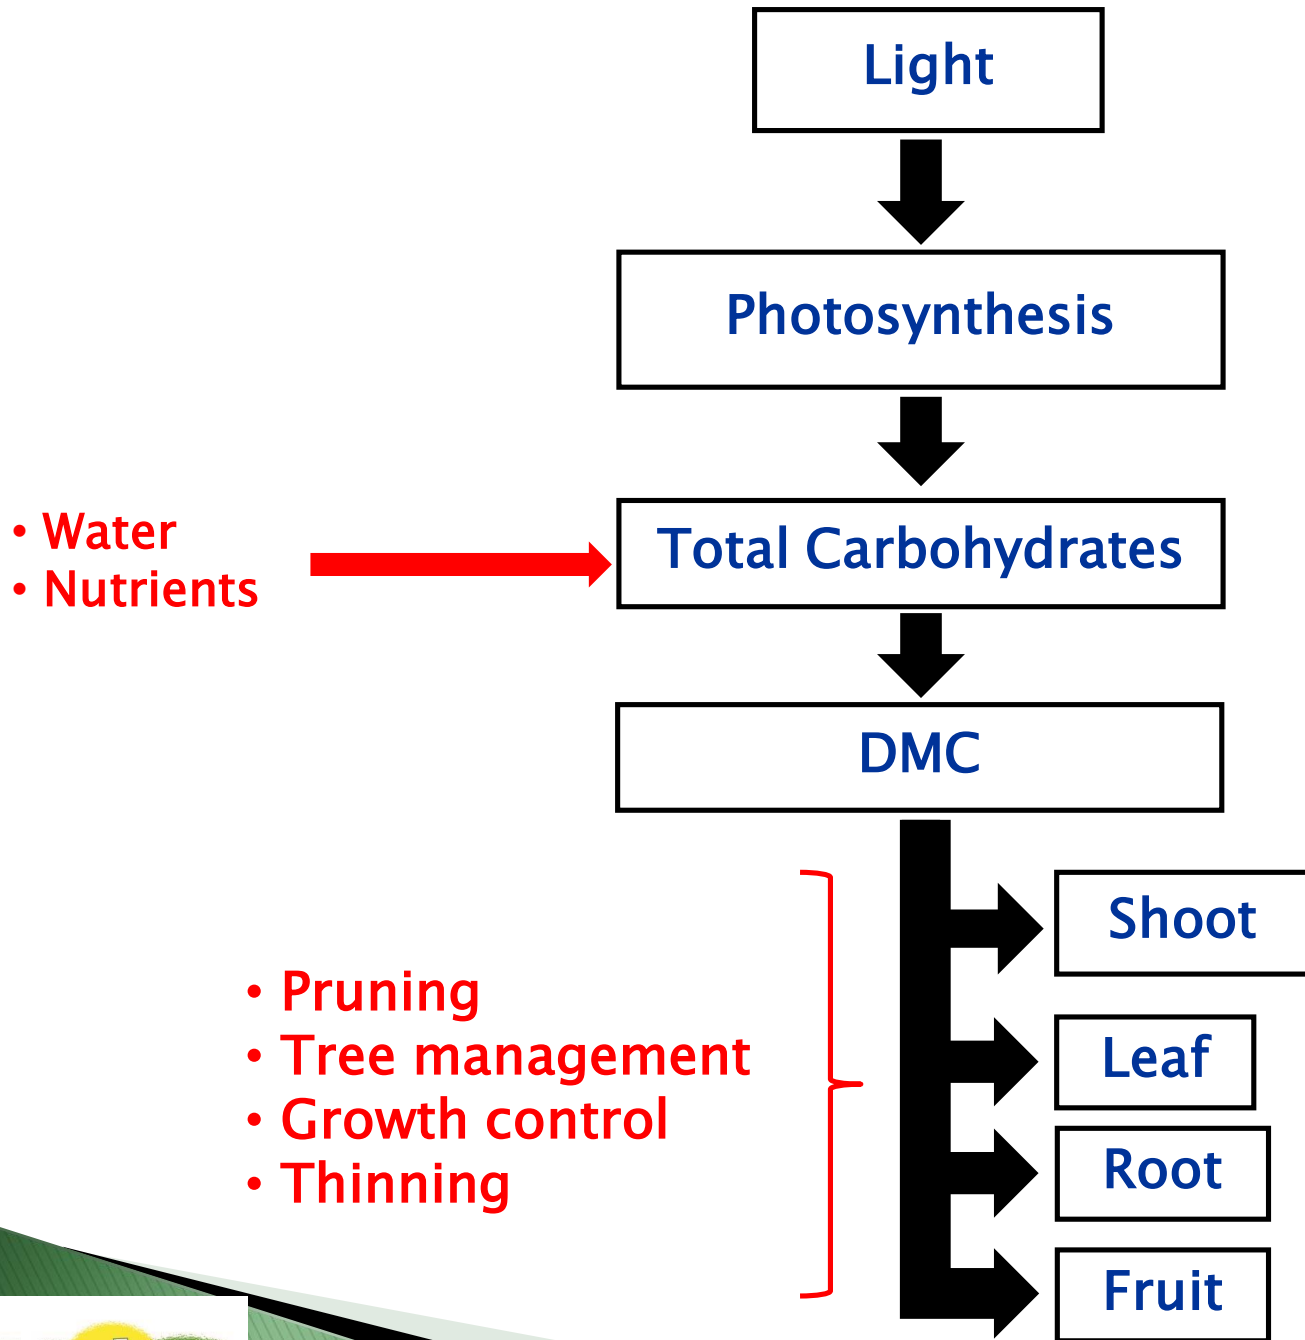 Light
Photosynthesis
• Water
• Nutrients
Total Carbohydrates
DMC
Shoot
• Pruning
• Tree management
• Growth control
• Thinning
Leaf
Root
Fruit